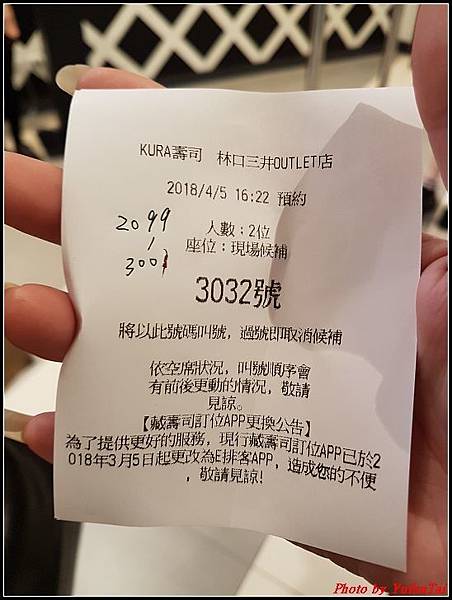 KURA壽司 林口三井OUTLET店
2018/4/5 16:22 預約
2099
/
3001
人數：2位
座位：現場候補
3032號
將以此號碼叫號，過號即取消候補
依空席狀況，叫號順序會
有前後更動的情況，敬請
見諒。
【藏壽司訂位APP更換公告】
為了提供更好的服務，現行藏壽司訂位APP已於2
018年3月5日起更改為E排客APP，造成您的不便
，敬請見諒!
Photo by YuthaTai